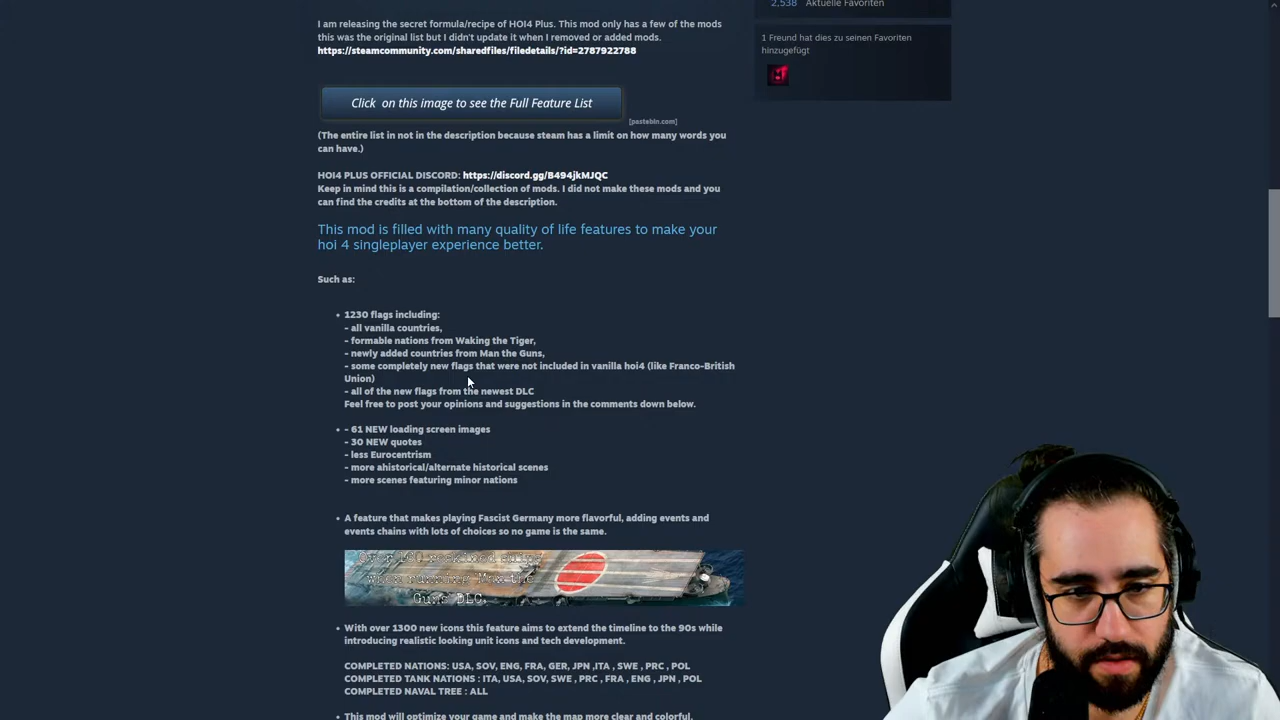 I am releasing the secret formula/recipe of HOI4 Plus. This mod only has a few of the mods
this was the original list but I didn't update it when I removed or added mods.
https://steamcommunity.com/sharedfiles/filedetails/?id=2787922788
Click on this image to see the Full Feature List
[pastebin.com]
(The entire list in not in the description because steam has a limit on how many words you
can have.)
HOI4 PLUS OFFICIAL DISCORD: https://discord.gg/B494jkMJQC
Keep in mind this is a compilation/collection of mods. I did not make these mods and you
can find the credits at the bottom of the description.
This mod is filled with many quality of life features to make your
hoi 4 singleplayer experience better.
Such as:
• 1230 flags including:
- all vanilla countries,
- formable nations from Waking the Tiger,
- newly added countries from Man the Guns,
- some completely new flags that were not included in vanilla hoi4 (like Franco-British
Union)
- all of the new flags from the newest DLC
Feel free to post your opinions and suggestions in the comments down below.
• - 61 NEW loading screen images
- 30 NEW quotes
- less Eurocentrism
- more ahistorical/alternate historical scenes
- more scenes featuring minor nations
• A feature that makes playing Fascist Germany more flavorful, adding events and
events chains with lots of choices so no game is the same.
when running Man the
Guns DLC.
• With over 1300 new icons this feature aims to extend the timeline to the 90s while
introducing realistic looking unit icons and tech development.
COMPLETED NATIONS: USA, SOV, ENG, FRA, GER, JPN ,ITA , SWE , PRC , POL
COMPLETED TANK NATIONS : ITA, USA, SOV, SWE , PRC , FRA , ENG , JPN , POL
COMPLETED NAVAL TREE : ALL
• This mod will optimize your game and make the map more clear and colorful.
2,538 Aktuelle Favoriten
1 Freund hat dies zu seinen Favoriten
hinzugefügt